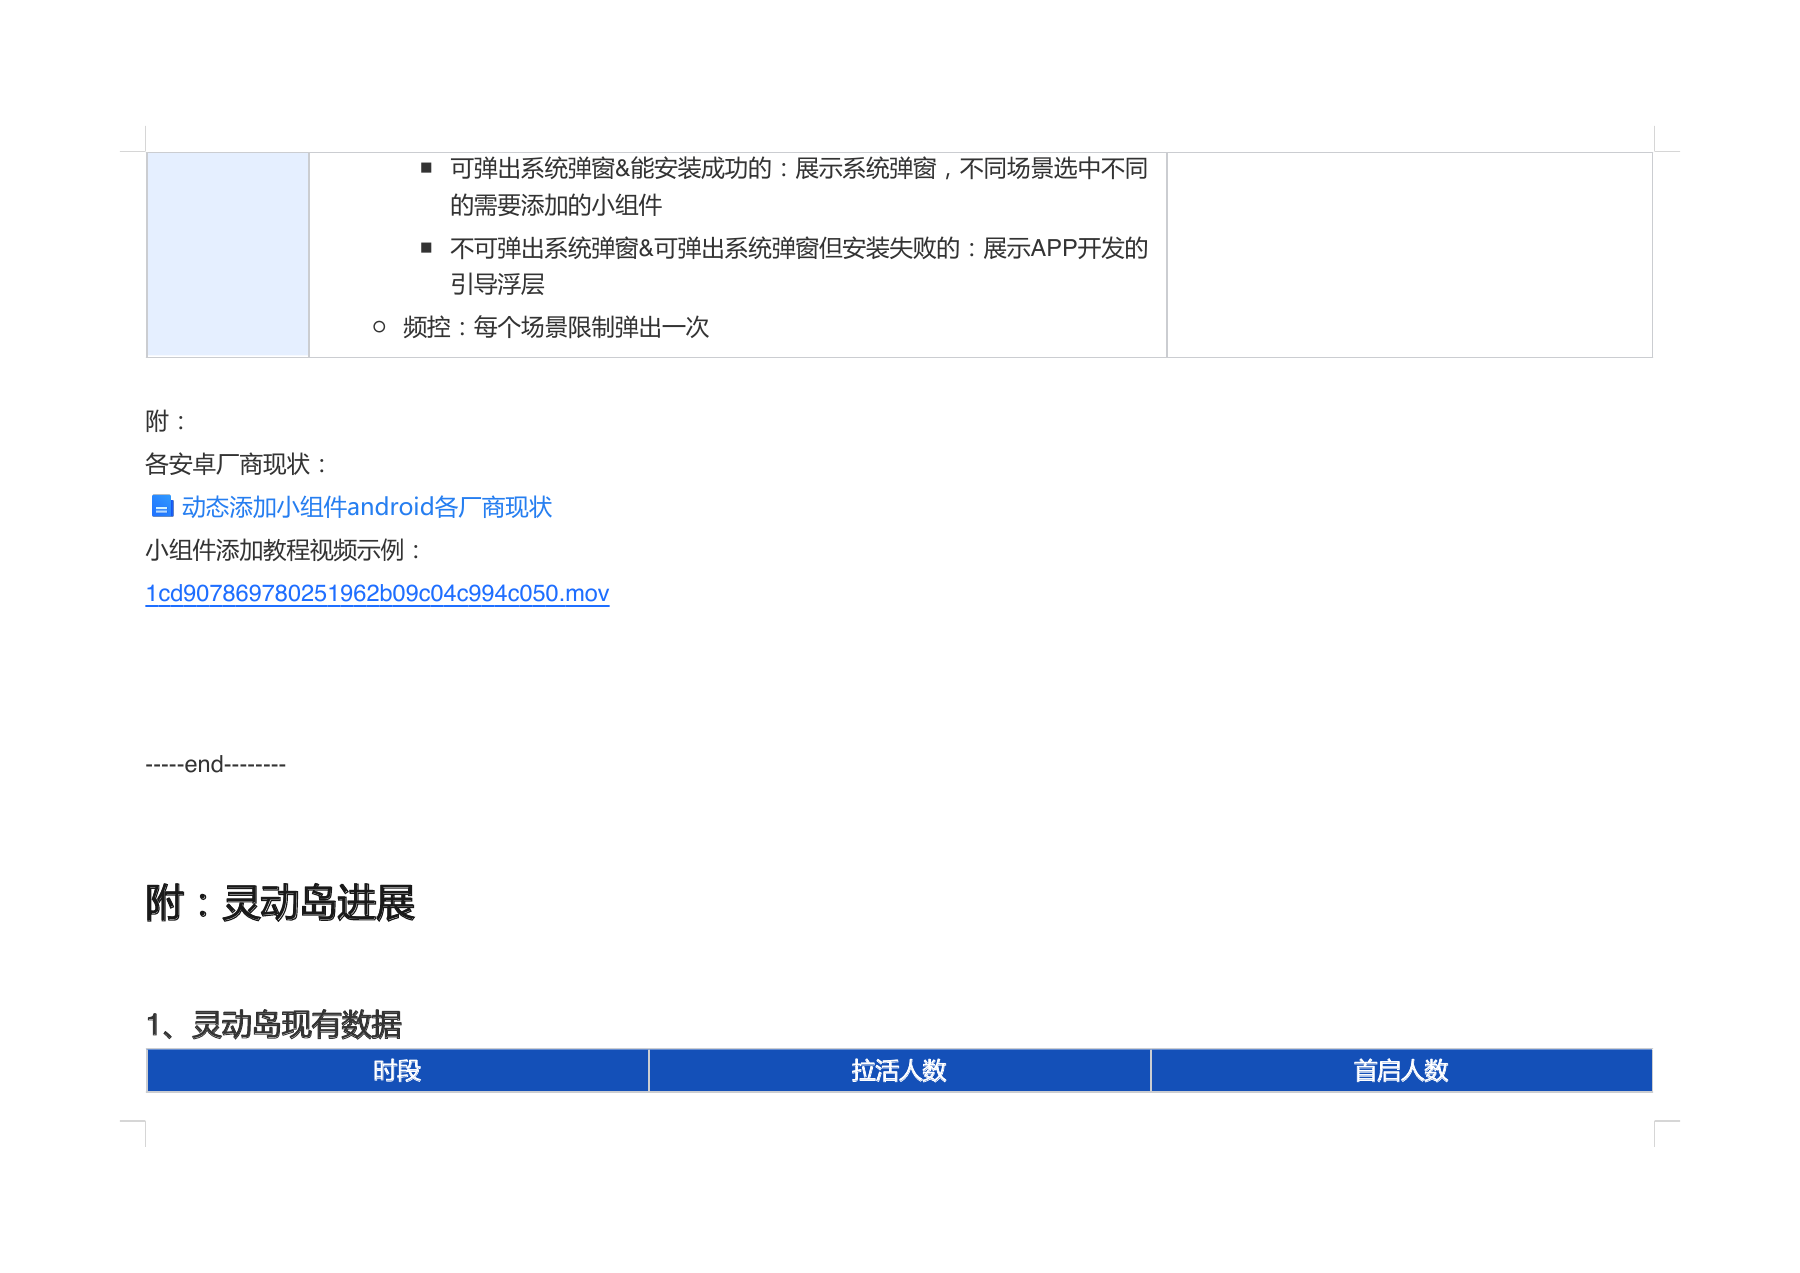 ▪ 可弹出系统弹窗&能安装成功的：展示系统弹窗，不同场景选中不同
的需要添加的小组件
▪ 不可弹出系统弹窗&可弹出系统弹窗但安装失败的：展示APP开发的
引导浮层
○ 频控：每个场景限制弹出一次
附：
各安卓厂商现状：
动态添加小组件android各厂商现状
小组件添加教程视频示例：
1cd907869780251962b09c04c994c050.mov
-----end--------
附：灵动岛进展
1、灵动岛现有数据
时段 拉活人数 首启人数